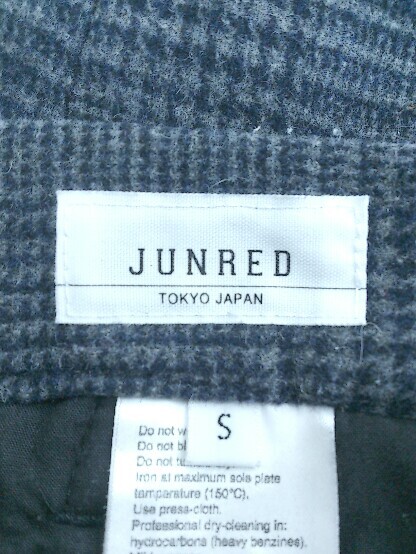 JUNRED
TOKYO JAPAN
S
Do not w
Do not bl
Do not
Iron at maximum sole plate
temperature (150°C).
Use press-cloth.
Professional dry-cleaning in:
hydrocarbons (heavy benzines).